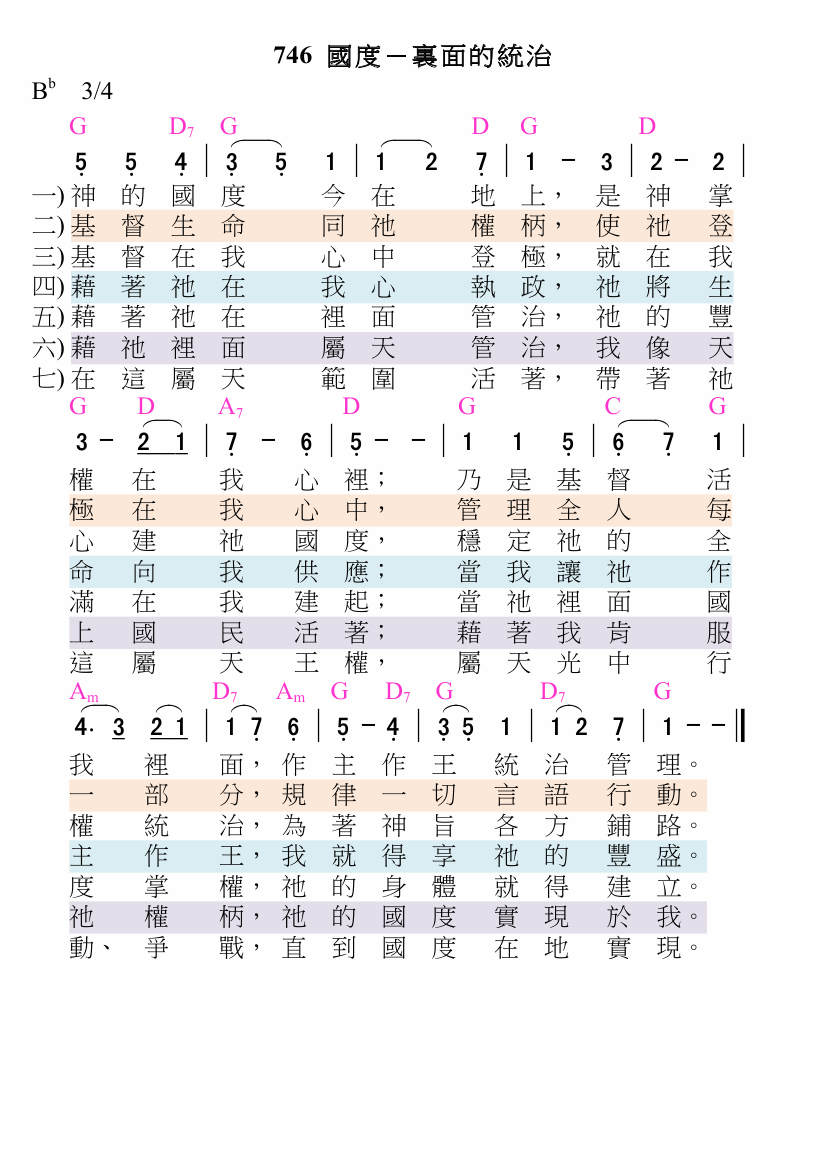 746 國度－裏面的統治
Bb 3/4
G D7 G D G D
5 5 4 | 3 5 1 | 1 2 7 | 1 - 3 | 2 - 2 |
一) 神的國度今在地上，是神掌
二) 基督生命同祂權柄，使祂登
三) 基督在我心中登極，就在我
四) 藉著祂在我心執政，祂將生
五) 藉著祂在裡面管治，祂的豐
六) 藉祂裡面屬天管治，我像天
七) 在這屬天範圍活著，帶著祂
G D A7 D G C G
3 - 2 1 | 7 - 6 | 5 - - | 1 1 5 | 6 7 1 |
權在我心裡；乃是基督活
極在我心中，管理全人每
心建祂國度，穩定祂的全
命向我供應；當我讓祂作
滿在我建起；當祂裡面國
上國民活著；藉著我肯服
這屬天王權，屬天光中行
Am D7 Am G D7 G D7 G
4. 3 2 1 | 1 7 6 | 5 - 4 | 3 5 1 | 1 2 7 | 1 - - ||
我裡面，作主作王統治管理。
一部分，規律一切言語行動。
權統治，為著神旨各方鋪路。
主作王，我就得享祂的豐盛。
度掌權，祂的身體就得建立。
祂權柄，祂的國度實現於我。
動、爭戰，直到國度在地實現。